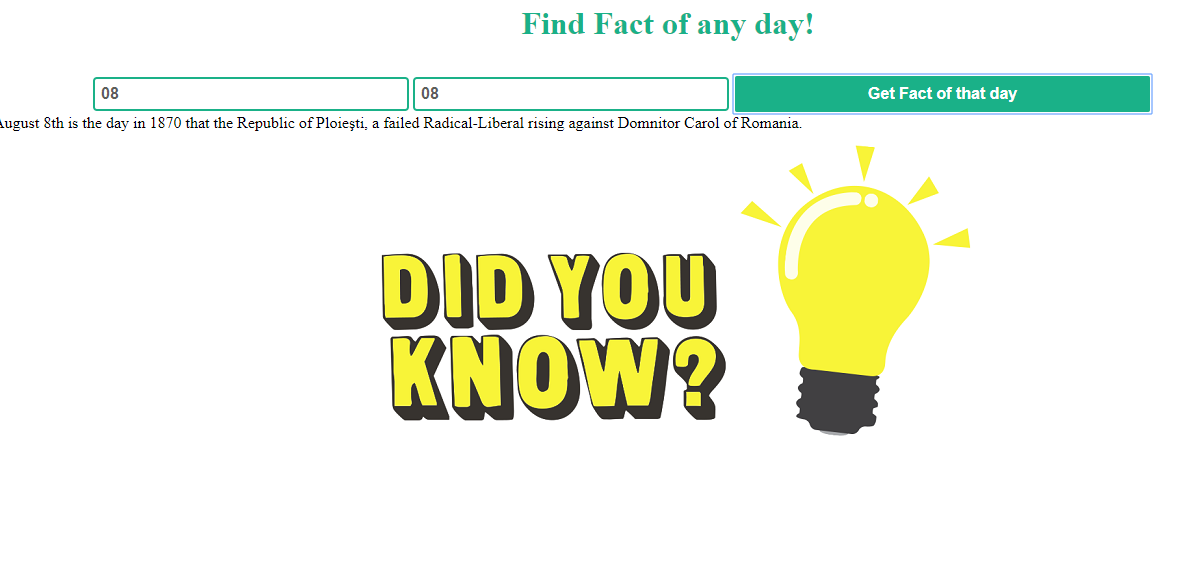 Find Fact of any day!
08 08 Get Fact of that day
August 8th is the day in 1870 that the Republic of Ploieşti, a failed Radical-Liberal rising against Domnitor Carol of Romania.
DID YOU
KNOW?